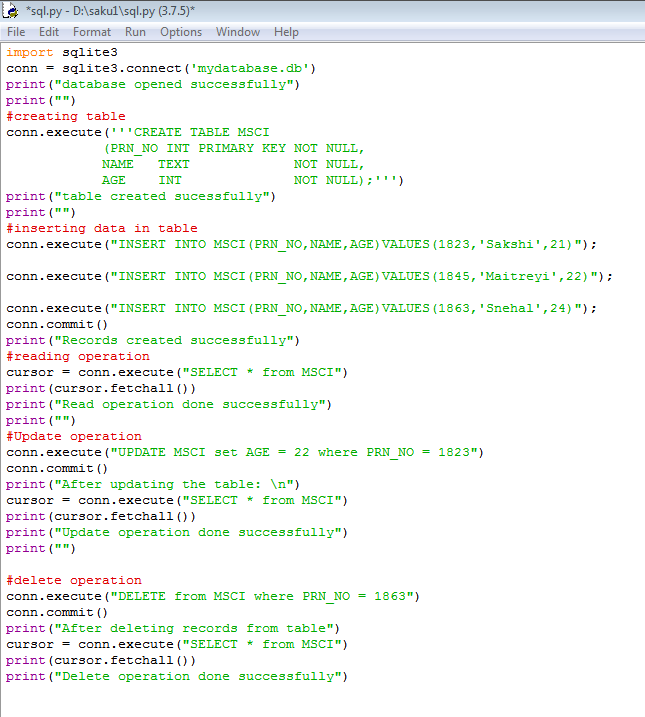 *sql.py - D:\saku1\sql.py (3.7.5)*
File Edit Format Run Options Window Help
import sqlite3
conn = sqlite3.connect('mydatabase.db')
print("database opened successfully")
print("")
#creating table
conn.execute('''CREATE TABLE MSCI
             (PRN_NO INT PRIMARY KEY NOT NULL,
            NAME   TEXT             NOT NULL,
            AGE    INT              NOT NULL);''')
print("table created sucessfully")
print("")
#inserting data in table
conn.execute("INSERT INTO MSCI(PRN_NO,NAME,AGE)VALUES(1823,'Sakshi',21)");
conn.execute("INSERT INTO MSCI(PRN_NO,NAME,AGE)VALUES(1845,'Maitreyi',22)");
conn.execute("INSERT INTO MSCI(PRN_NO,NAME,AGE)VALUES(1863,'Snehal',24)");
conn.commit()
print("Records created successfully")
#reading operation
cursor = conn.execute("SELECT * from MSCI")
print(cursor.fetchall())
print("Read operation done successfully")
print("")
#Update operation
conn.execute("UPDATE MSCI set AGE = 22 where PRN_NO = 1823")
conn.commit()
print("After updating the table: \n")
cursor = conn.execute("SELECT * from MSCI")
print(cursor.fetchall())
print("Update operation done successfully")
print("")
#delete operation
conn.execute("DELETE from MSCI where PRN_NO = 1863")
conn.commit()
print("After deleting records from table")
cursor = conn.execute("SELECT * from MSCI")
print(cursor.fetchall())
print("Delete operation done successfully")